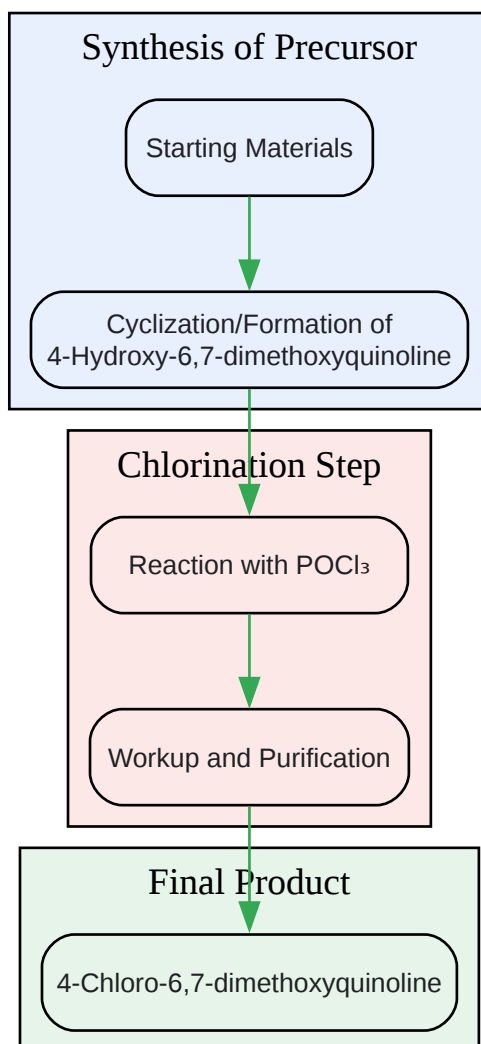 Synthesis of Precursor
Starting Materials
Cyclization/Formation of
4-Hydroxy-6,7-dimethoxyquinoline
Chlorination Step
Reaction with POCl₃
Workup and Purification
Final Product
4-Chloro-6,7-dimethoxyquinoline